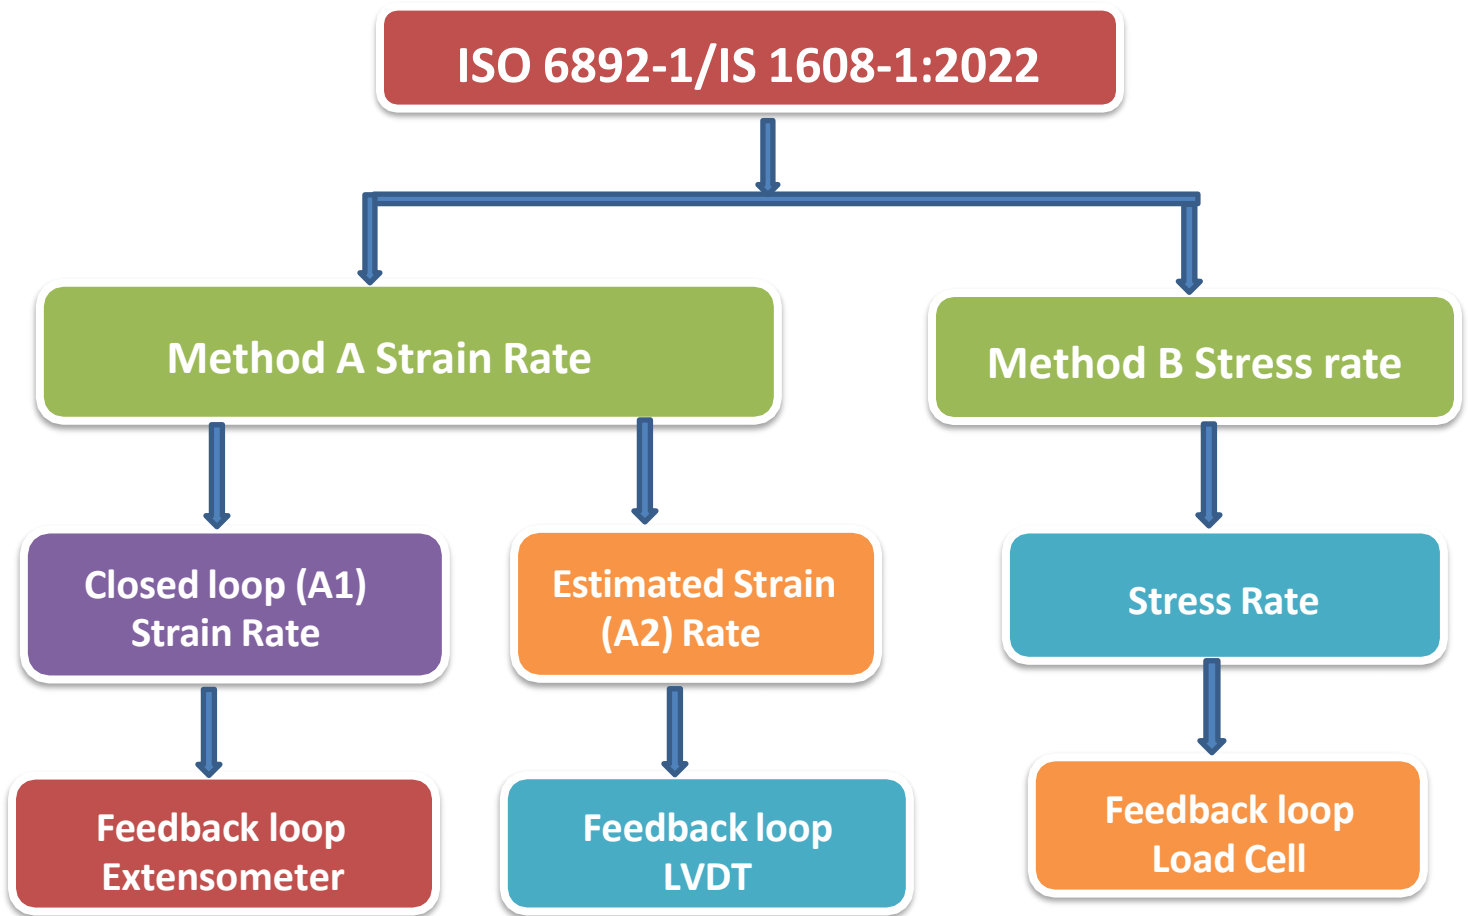 ISO 6892-1/IS 1608-1:2022
Method A Strain Rate
Method B Stress rate
Closed loop (A1)
Strain Rate
Estimated Strain
(A2) Rate
Stress Rate
Feedback loop
Extensometer
Feedback loop
LVDT
Feedback loop
Load Cell